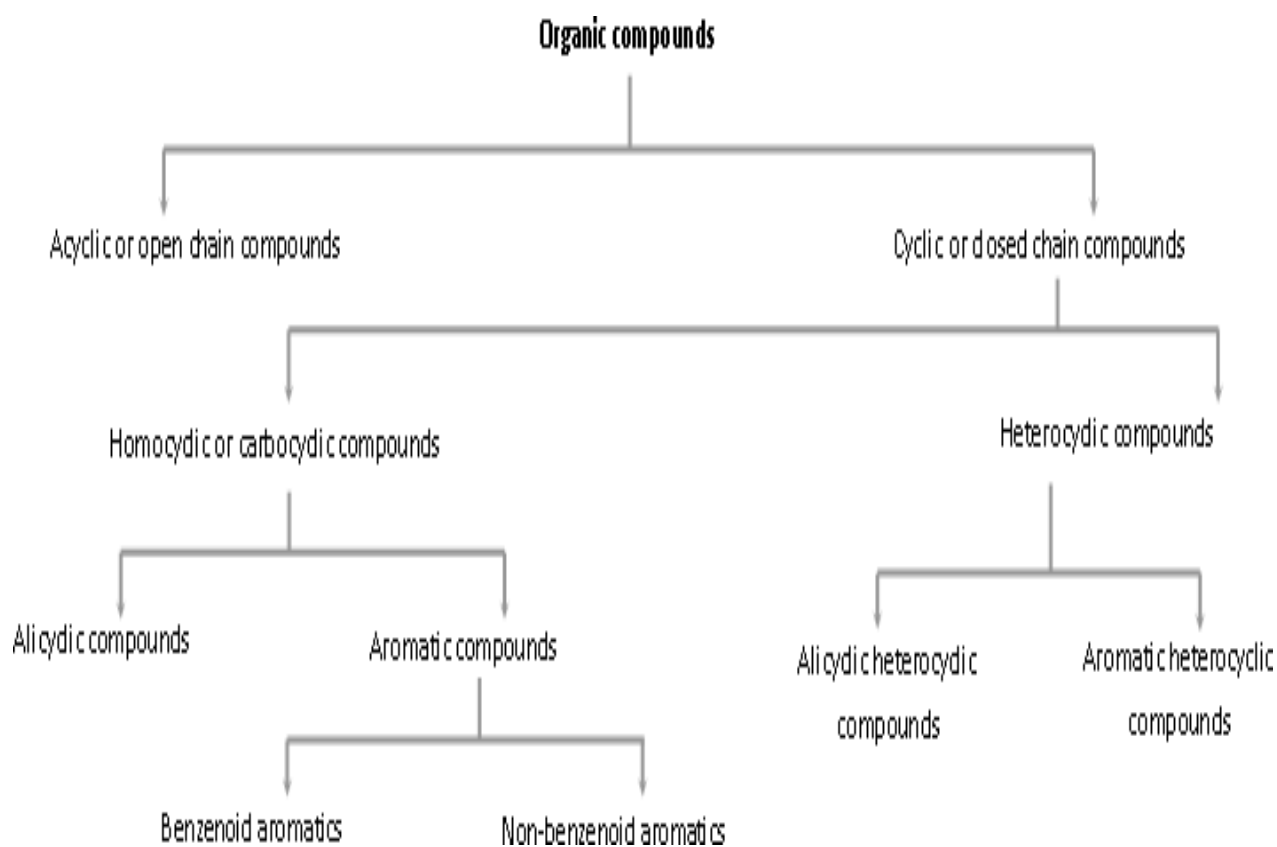 Organic compounds
Acyclic or open chain compounds
Cyclic or closed chain compounds
Homocyclic or carbocyclic compounds
Heterocyclic compounds
Alicyclic compounds
Aromatic compounds
Alicyclic heterocyclic
compounds
Aromatic heterocyclic
compounds
Benzenoid aromatics
Non-benzenoid aromatics